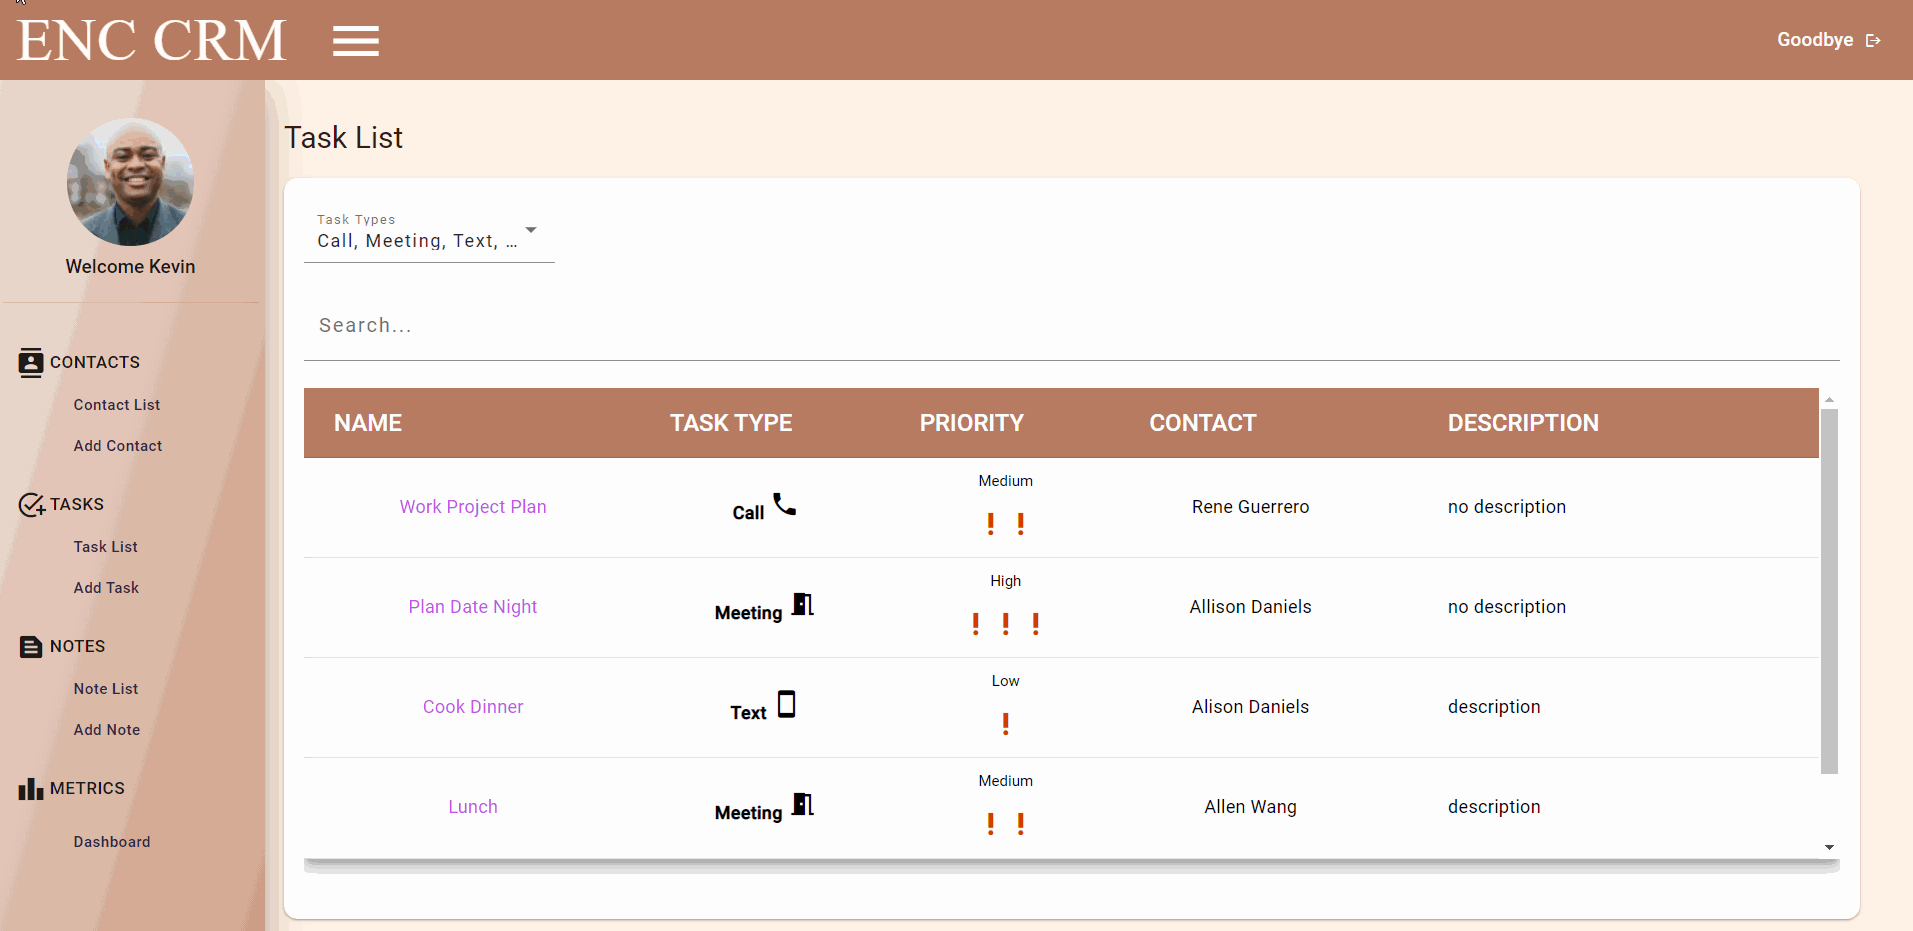 ENC CRM
Goodbye
Welcome Kevin
CONTACTS
Contact List
Add Contact
TASKS
Task List
Add Task
NOTES
Note List
Add Note
METRICS
Dashboard
Task List
Task Types
Call, Meeting, Text, ...
Search...
NAME TASK TYPE PRIORITY CONTACT DESCRIPTION
Work Project Plan Call Medium Rene Guerrero no description
Plan Date Night Meeting High Allison Daniels no description
Cook Dinner Text Low Alison Daniels description
Lunch Meeting Medium Allen Wang description